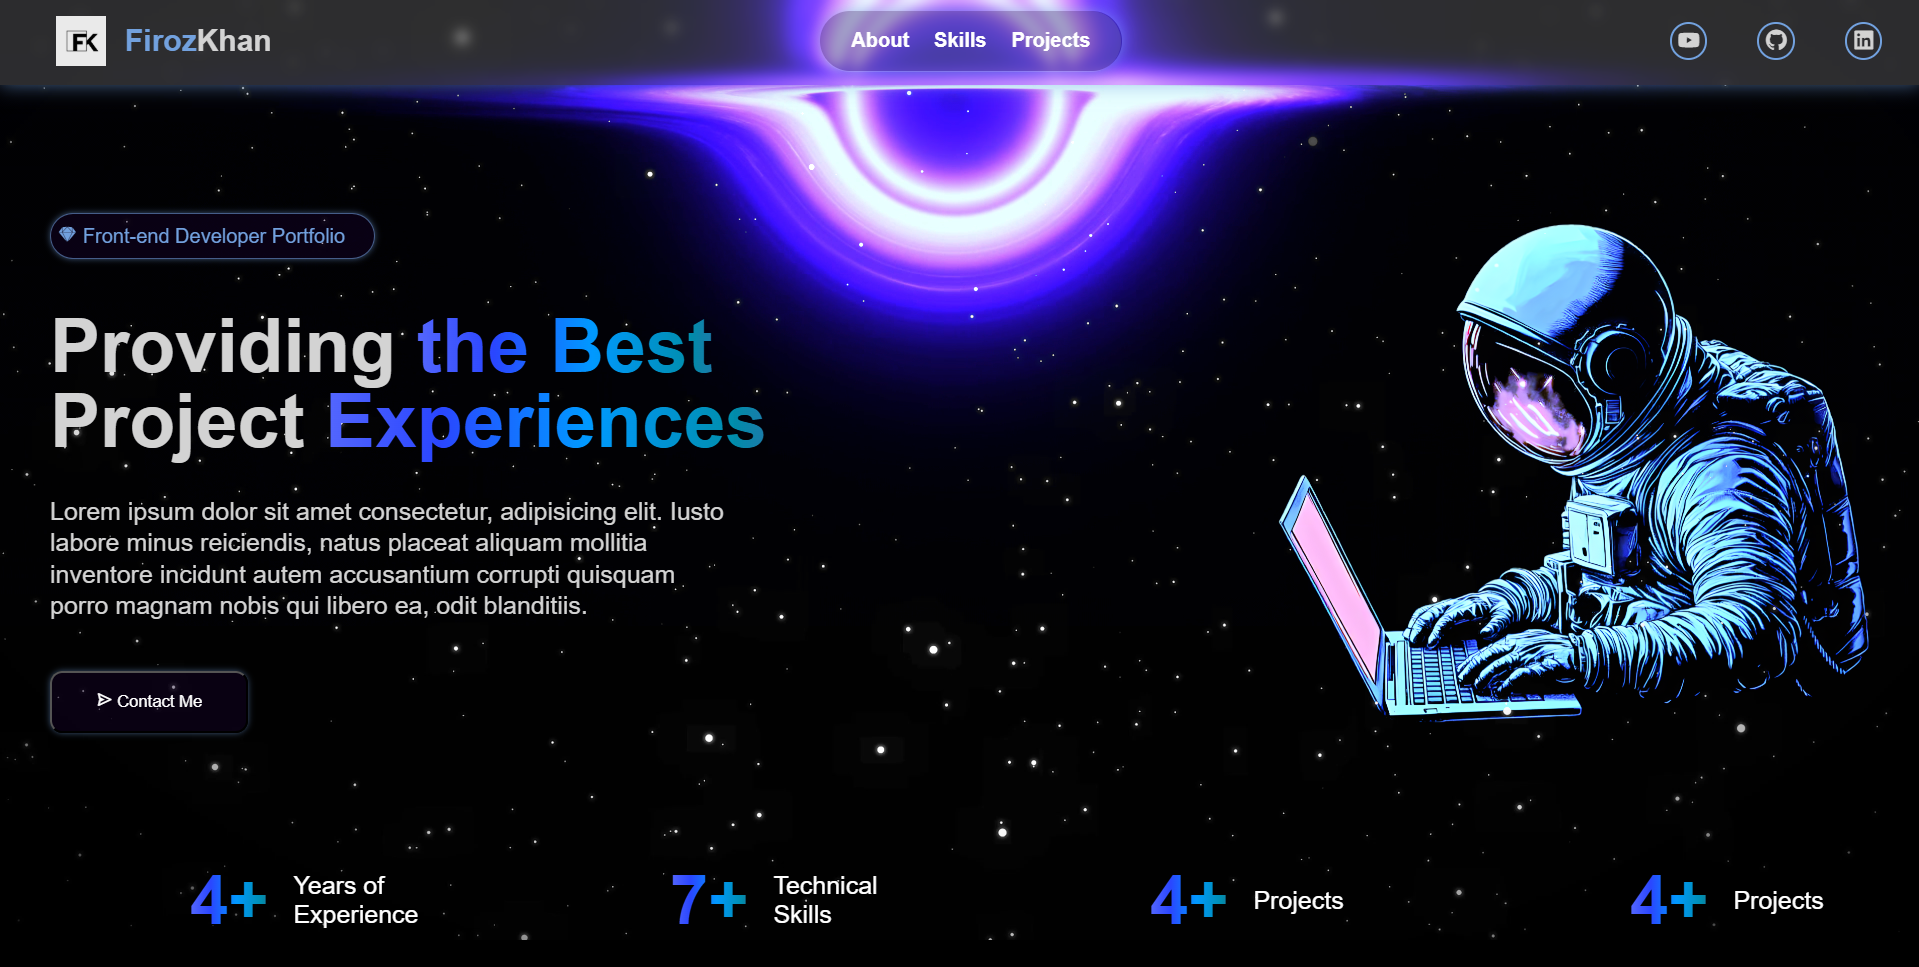 FK FirozKhan
About Skills Projects
Front-end Developer Portfolio
Providing the Best
Project Experiences
Lorem ipsum dolor sit amet consectetur, adipisicing elit. Iusto
labore minus reiciendis, natus placeat aliquam mollitia
inventore incidunt autem accusantium corrupti quisquam
porro magnam nobis qui libero ea, odit blanditiis.
Contact Me
4+ Years of
Experience
7+ Technical
Skills
4+ Projects
4+ Projects